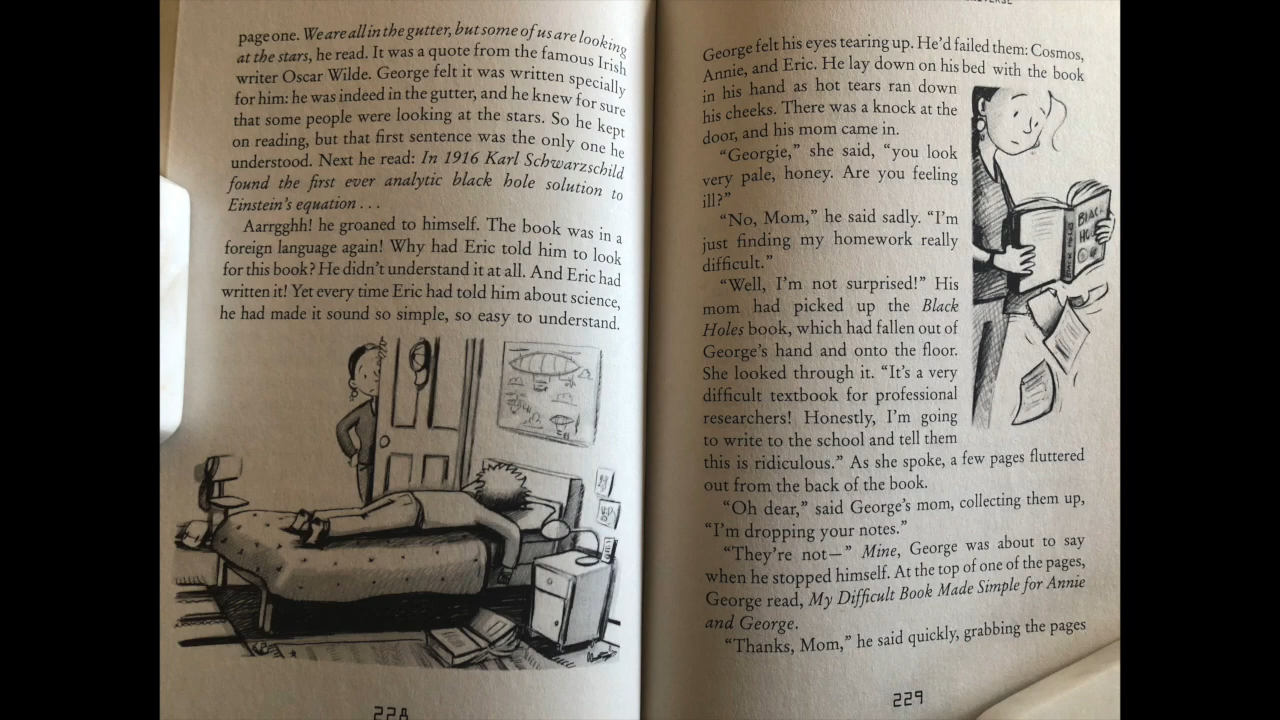 page one. We are all in the gutter, but some of us are looking
at the stars, he read. It was a quote from the famous Irish
writer Oscar Wilde. George felt it was written specially
for him: he was indeed in the gutter, and he knew for sure
that some people were looking at the stars. So he kept
on reading, but that first sentence was the only one he
understood. Next he read: In 1916 Karl Schwarzschild
found the first ever analytic black hole solution to
Einstein's equation . . .
Aarrgghh! he groaned to himself. The book was in a
foreign language again! Why had Eric told him to look
for this book? He didn't understand it at all. And Eric had
written it! Yet every time Eric had told him about science,
he had made it sound so simple, so easy to understand.
228
George felt his eyes tearing up. He'd failed them: Cosmos,
Annie, and Eric. He lay down on his bed with the book
in his hand as hot tears ran down
his cheeks. There was a knock at the
door, and his mom came in.
"Georgie," she said, "you look
very pale, honey. Are you feeling
ill?"
"No, Mom," he said sadly. "I'm
just finding my homework really
difficult."
"Well, I'm not surprised!" His
mom had picked up the Black
Holes book, which had fallen out of
George's hand and onto the floor.
She looked through it. "It's a very
difficult textbook for professional
researchers! Honestly, I'm going
to write to the school and tell them
this is ridiculous." As she spoke, a few pages fluttered
out from the back of the book.
"Oh dear," said George's mom, collecting them up,
"I'm dropping your notes."
"They're not—" Mine, George was about to say
when he stopped himself. At the top of one of the pages,
George read, My Difficult Book Made Simple for Annie
and George.
"Thanks, Mom," he said quickly, grabbing the pages
229
BLACK HOLES
BLACK